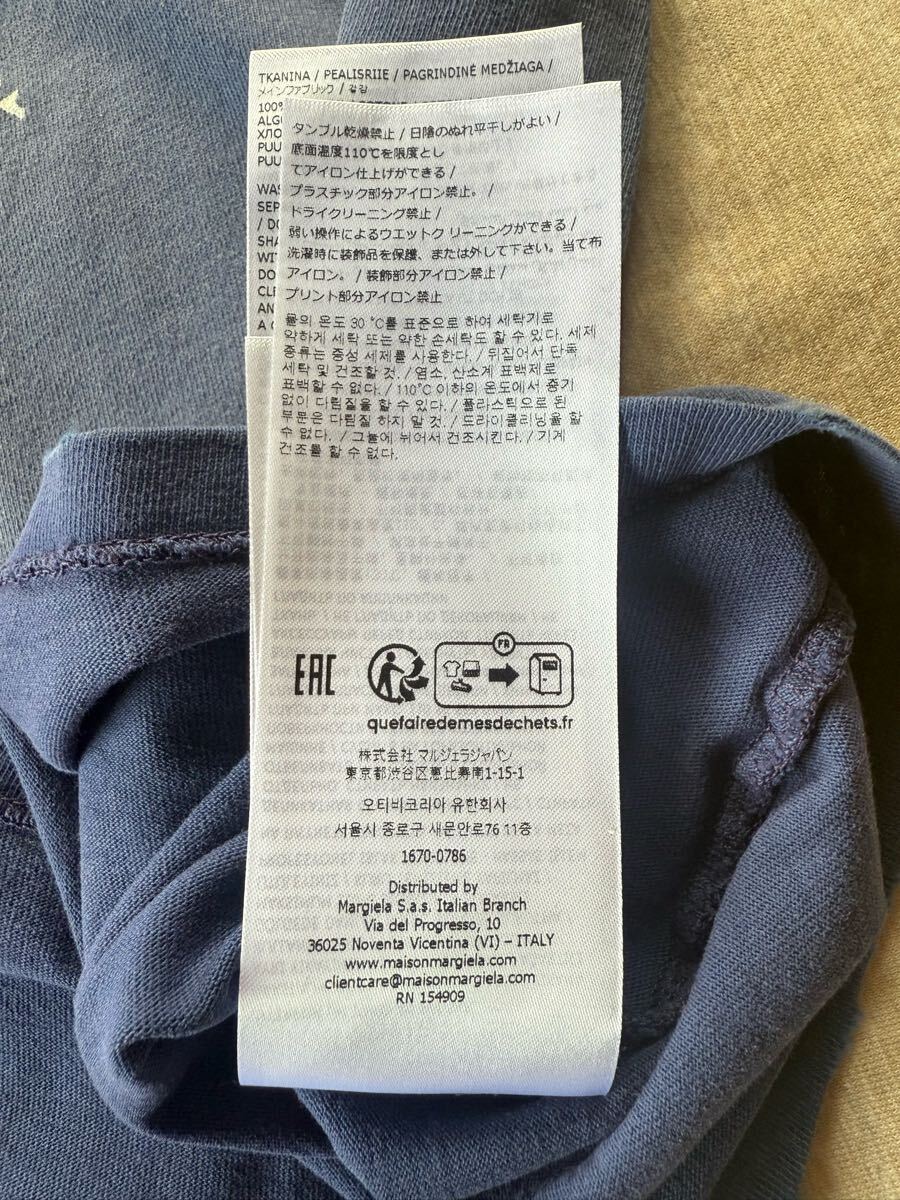 TKANINA / PEALISRIIE / PAGRINDINĖ MEDŽIAGA /
メインファブリック / 겉감
100%
ALG
ХЛО
PUU
PUU
WAS
SEP
/ DO
SHA
WIT
DO
CLE
AN
A
タンブル乾燥禁止 / 日陰のぬれ平干しがよい /
底面温度110℃を限度とし
てアイロン仕上げができる /
プラスチック部分アイロン禁止。 /
ドライクリーニング禁止 /
弱い操作によるウエットク リーニングができる /
洗濯時に装飾品を保護、または外して下さい。当て布
アイロン。 / 装飾部分アイロン禁止 /
プリント部分アイロン禁止
물의 온도 30 °C를 표준으로 하여 세탁기로
약하게 세탁 또는 약한 손세탁도 할 수 있다. 세제
종류는 중성 세제를 사용한다. / 뒤집어서 단독
세탁 및 건조할 것. / 염소, 산소계 표백제로
표백할 수 없다. / 110°C 이하의 온도에서 증기
없이 다림질을 할 수 있다. / 플라스틱으로 된
부문은 다림질 하지 말 것. / 드라이클리닝을 할
수 없다. / 그늘에 뉘어서 건조시킨다. / 기계
건조를 할 수 없다.
EAC
FR
quefairedemesdechets.fr
株式会社 マルジェラジャパン
東京都渋谷区恵比寿南1-15-1
오티비코리아 유한회사
서울시 종로구 새문안로76 11층
1670-0786
Distributed by
Margiela S.a.s. Italian Branch
Via del Progresso, 10
36025 Noventa Vicentina (VI) – ITALY
www.maisonmargiela.com
clientcare@maisonmargiela.com
RN 154909